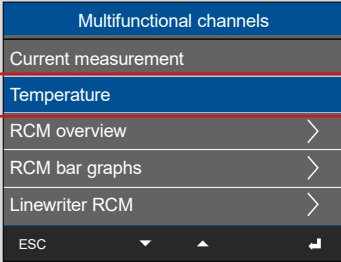 Multifunctional channels
Current measurement
Temperature
RCM overview
RCM bar graphs
Linewriter RCM
ESC